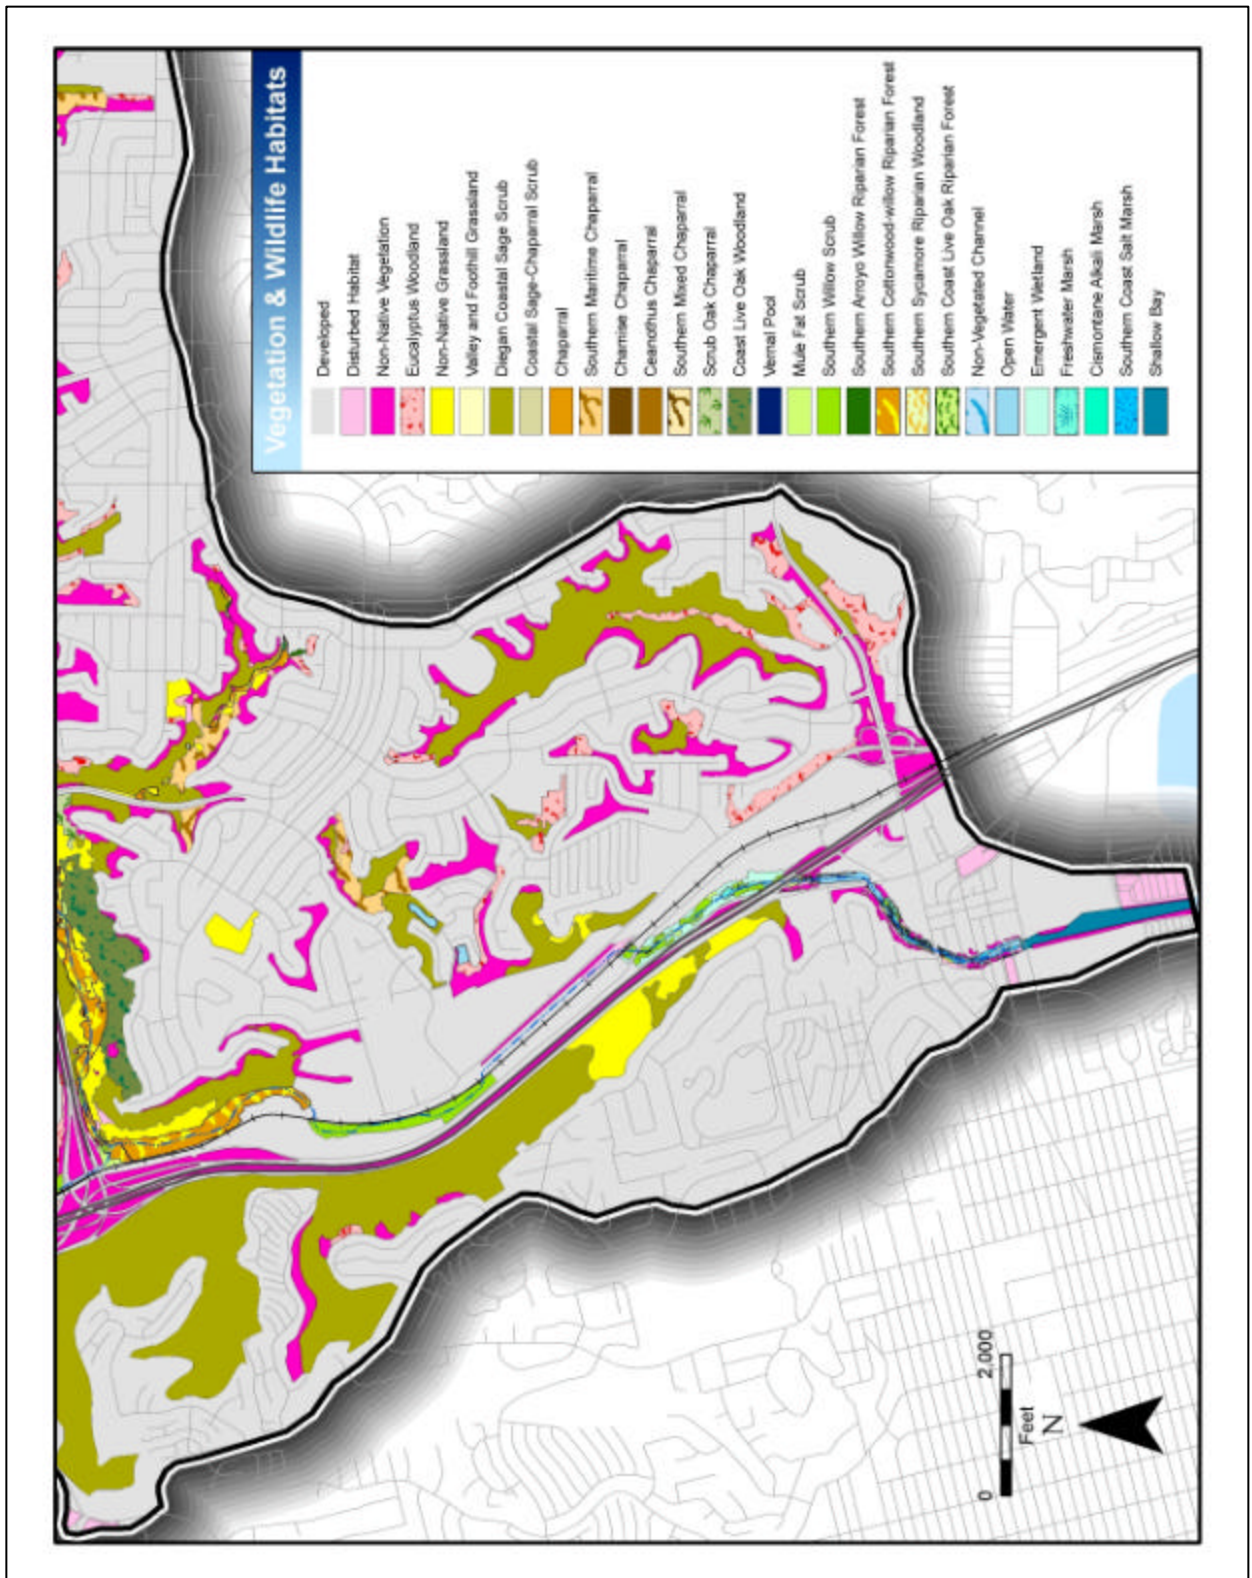 Vegetation & Wildlife Habitats
Developed
Disturbed Habitat
Non-Native Vegetation
Eucalyptus Woodland
Non-Native Grassland
Valley and Foothill Grassland
Diegan Coastal Sage Scrub
Coastal Sage-Chaparral Scrub
Chaparral
Southern Maritime Chaparral
Chamise Chaparral
Ceanothus Chaparral
Southern Mixed Chaparral
Scrub Oak Chaparral
Coast Live Oak Woodland
Vernal Pool
Mule Fat Scrub
Southern Willow Scrub
Southern Arroyo Willow Riparian Forest
Southern Cottonwood-willow Riparian Forest
Southern Sycamore Riparian Woodland
Southern Coast Live Oak Riparian Forest
Non-Vegetated Channel
Open Water
Emergent Wetland
Freshwater Marsh
Cismontane Alkali Marsh
Southern Coast Salt Marsh
Shallow Bay
0 2,000
Feet
N